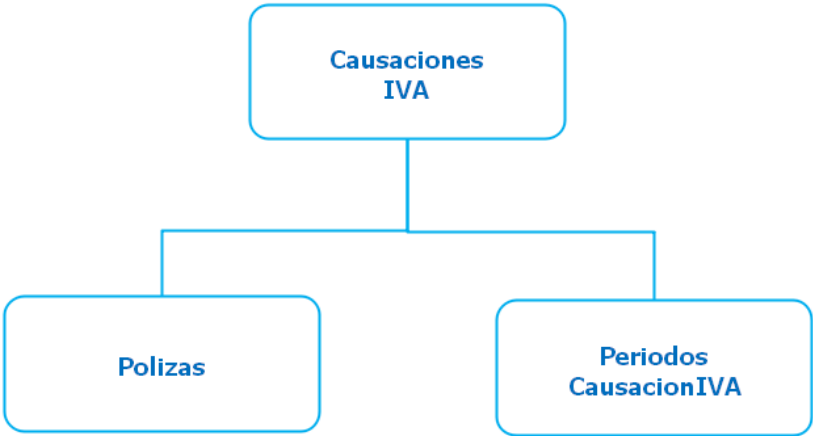 Causaciones
IVA
Polizas
Periodos
CausacionIVA